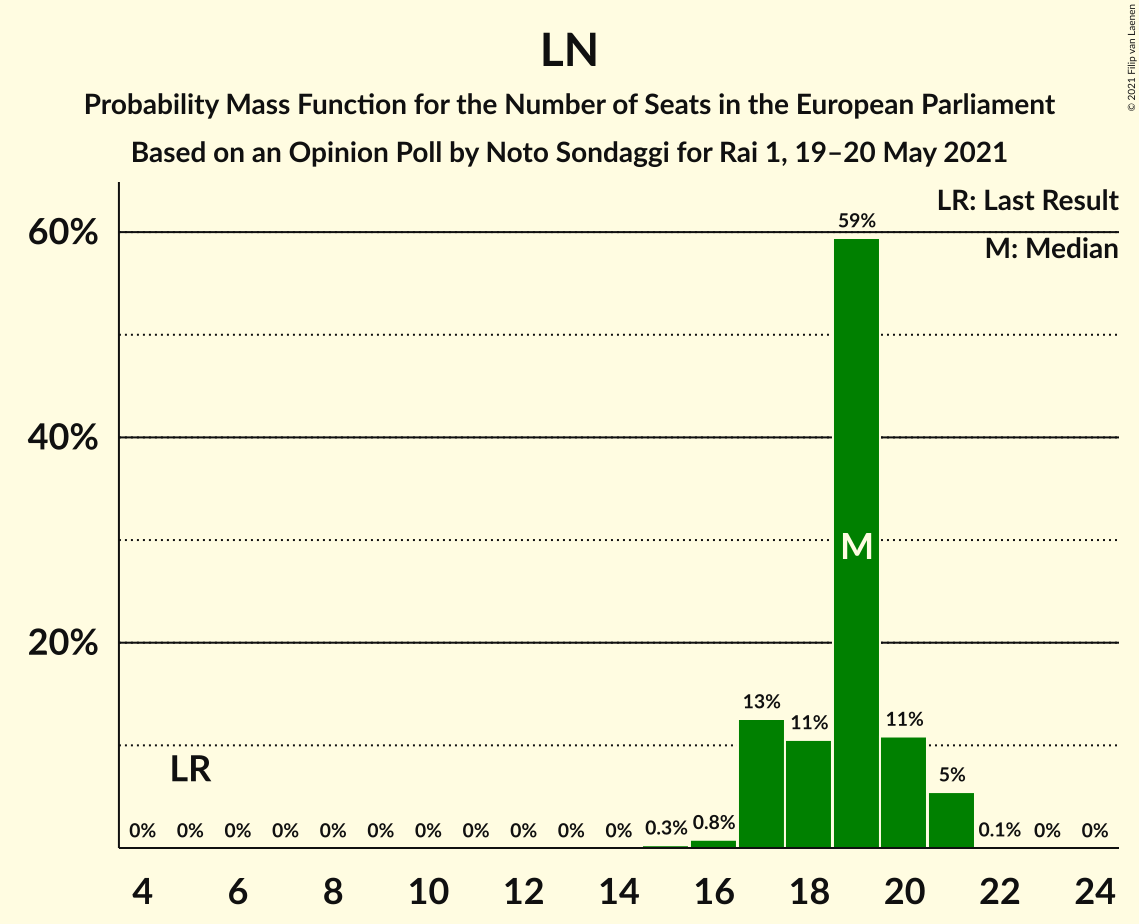 LN
Probability Mass Function for the Number of Seats in the European Parliament
Based on an Opinion Poll by Noto Sondaggi for Rai 1, 19–20 May 2021
© 2021 Filip van Laenen
LR: Last Result
M: Median
60%
40%
20%
59%
M
13%
11%
11%
5%
LR
0% 0% 0% 0% 0% 0% 0% 0% 0% 0% 0% 0.3% 0.8% 0.1% 0% 0%
4 6 8 10 12 14 16 18 20 22 24